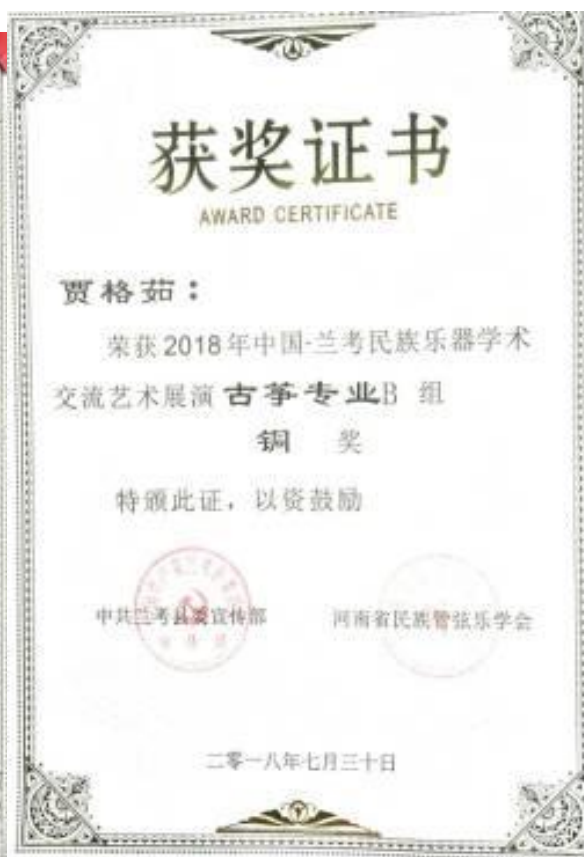 获奖证书
AWARD CERTIFICATE
贾格茹：
荣获2018年中国-兰考民族乐器学术
交流艺术展演 古筝专业B 组
铜 奖
特颁此证，以资鼓励
中共兰考县委宣传部 河南省民族管弦乐学会
二零一八年七月三十日